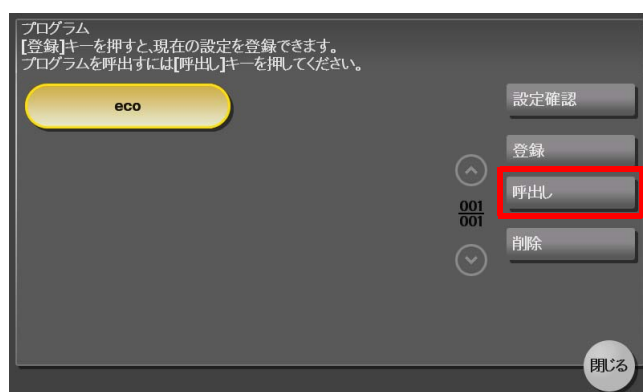 プログラム
[登録]キーを押すと、現在の設定を登録できます。
プログラムを呼出すには[呼出し]キーを押してください。
eco
設定確認
登録
呼出し
001
001
削除
閉じる